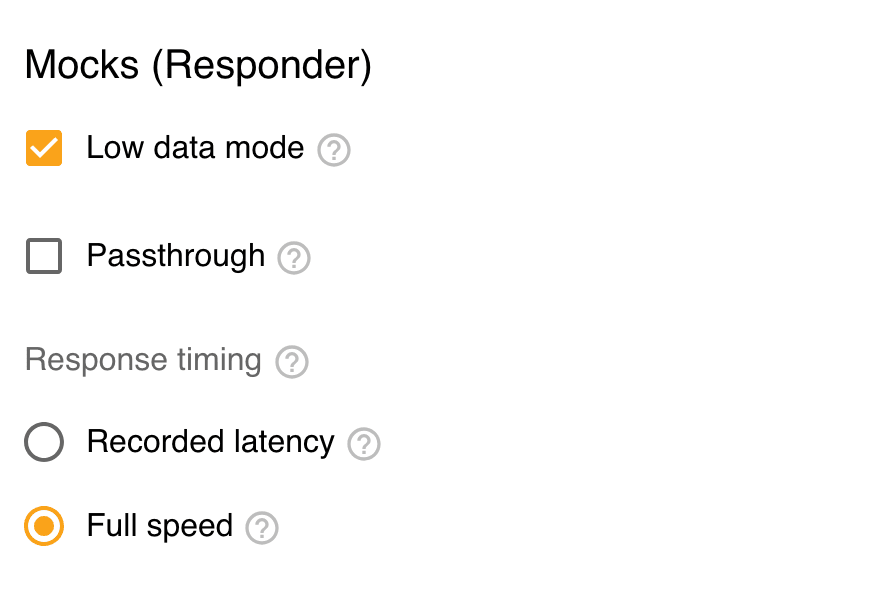 Mocks (Responder)
Low data mode ?
Passthrough ?
Response timing ?
Recorded latency ?
Full speed ?